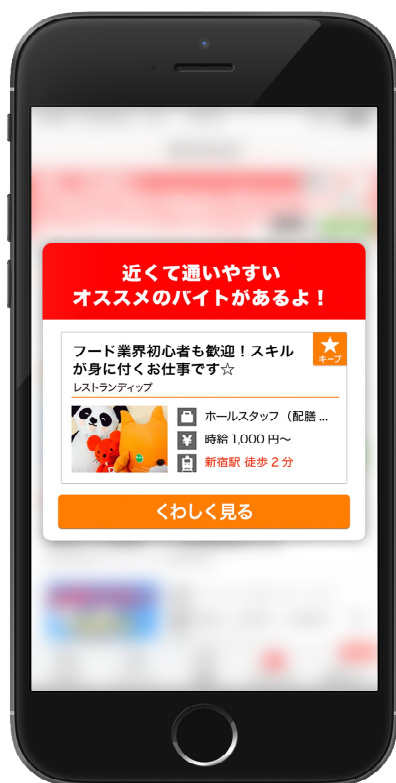 近くて通いやすい
オススメのバイトがあるよ！
フード業界初心者も歓迎！スキル
が身に付くお仕事です☆
キープ
レストランディップ
ホールスタッフ（配膳 ...
¥ 時給 1,000 円〜
新宿駅 徒歩 2 分
くわしく見る